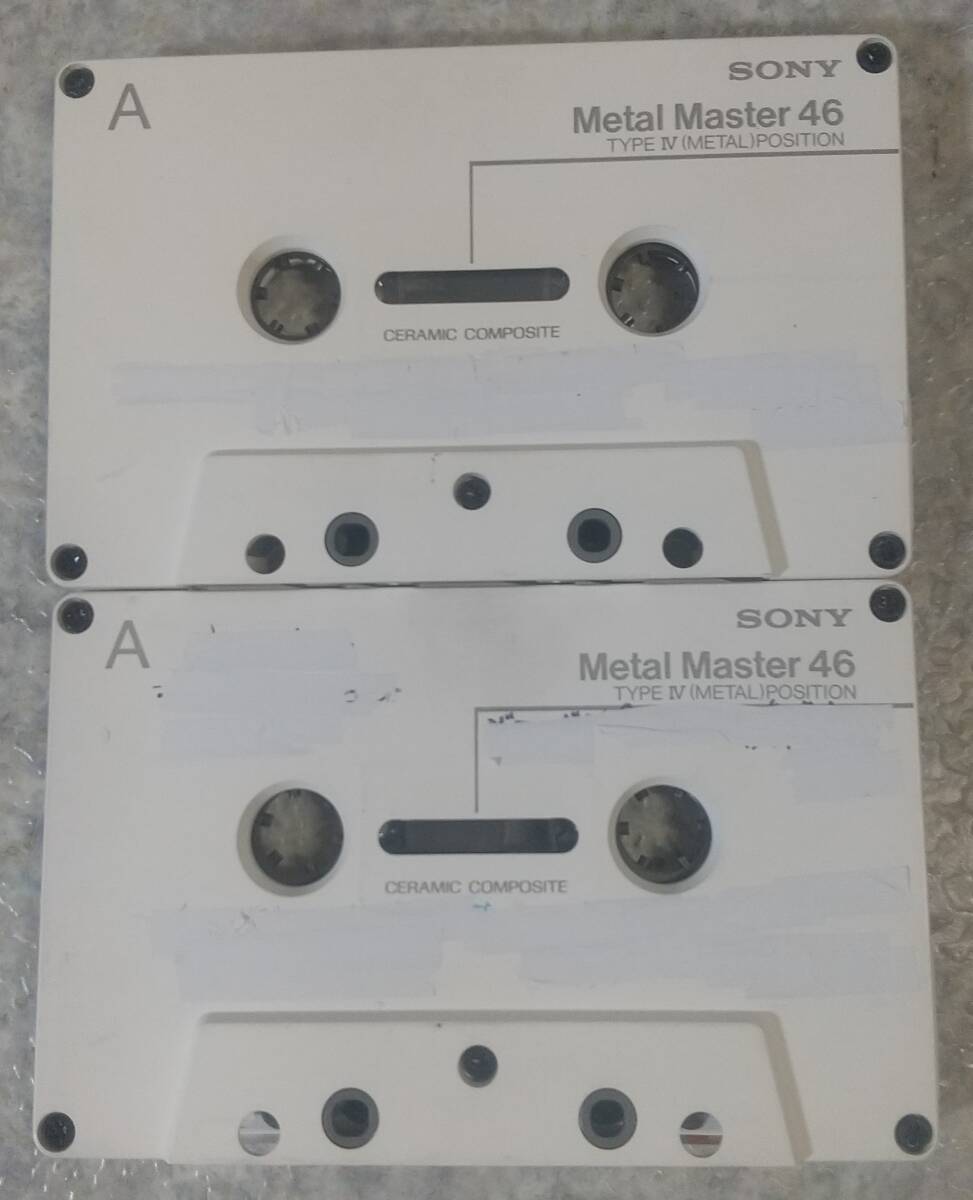 A
SONY
Metal Master 46
TYPE IV (METAL)POSITION
CERAMIC COMPOSITE
A
SONY
Metal Master 46
TYPE IV (METAL)POSITION
CERAMIC COMPOSITE